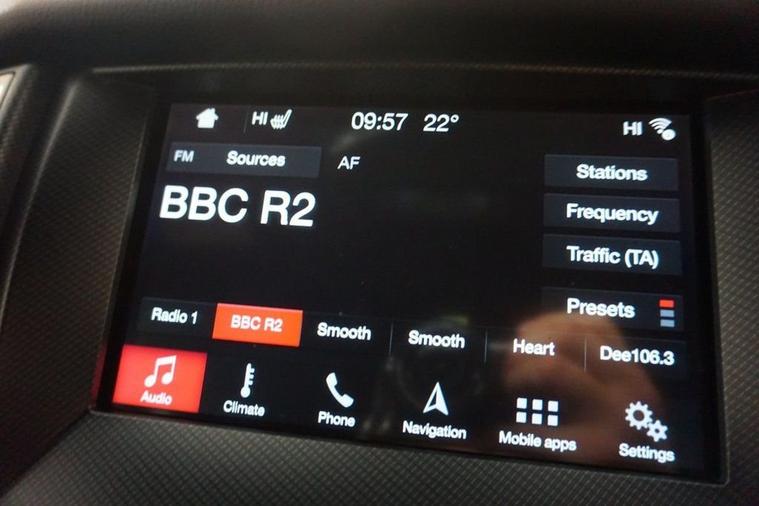 HI 09:57 22° HI
FM Sources AF Stations
BBC R2
Frequency
Traffic (TA)
Presets
Radio 1 BBC R2 Smooth Smooth Heart Dee106.3
Audio Climate Phone Navigation Mobile apps Settings